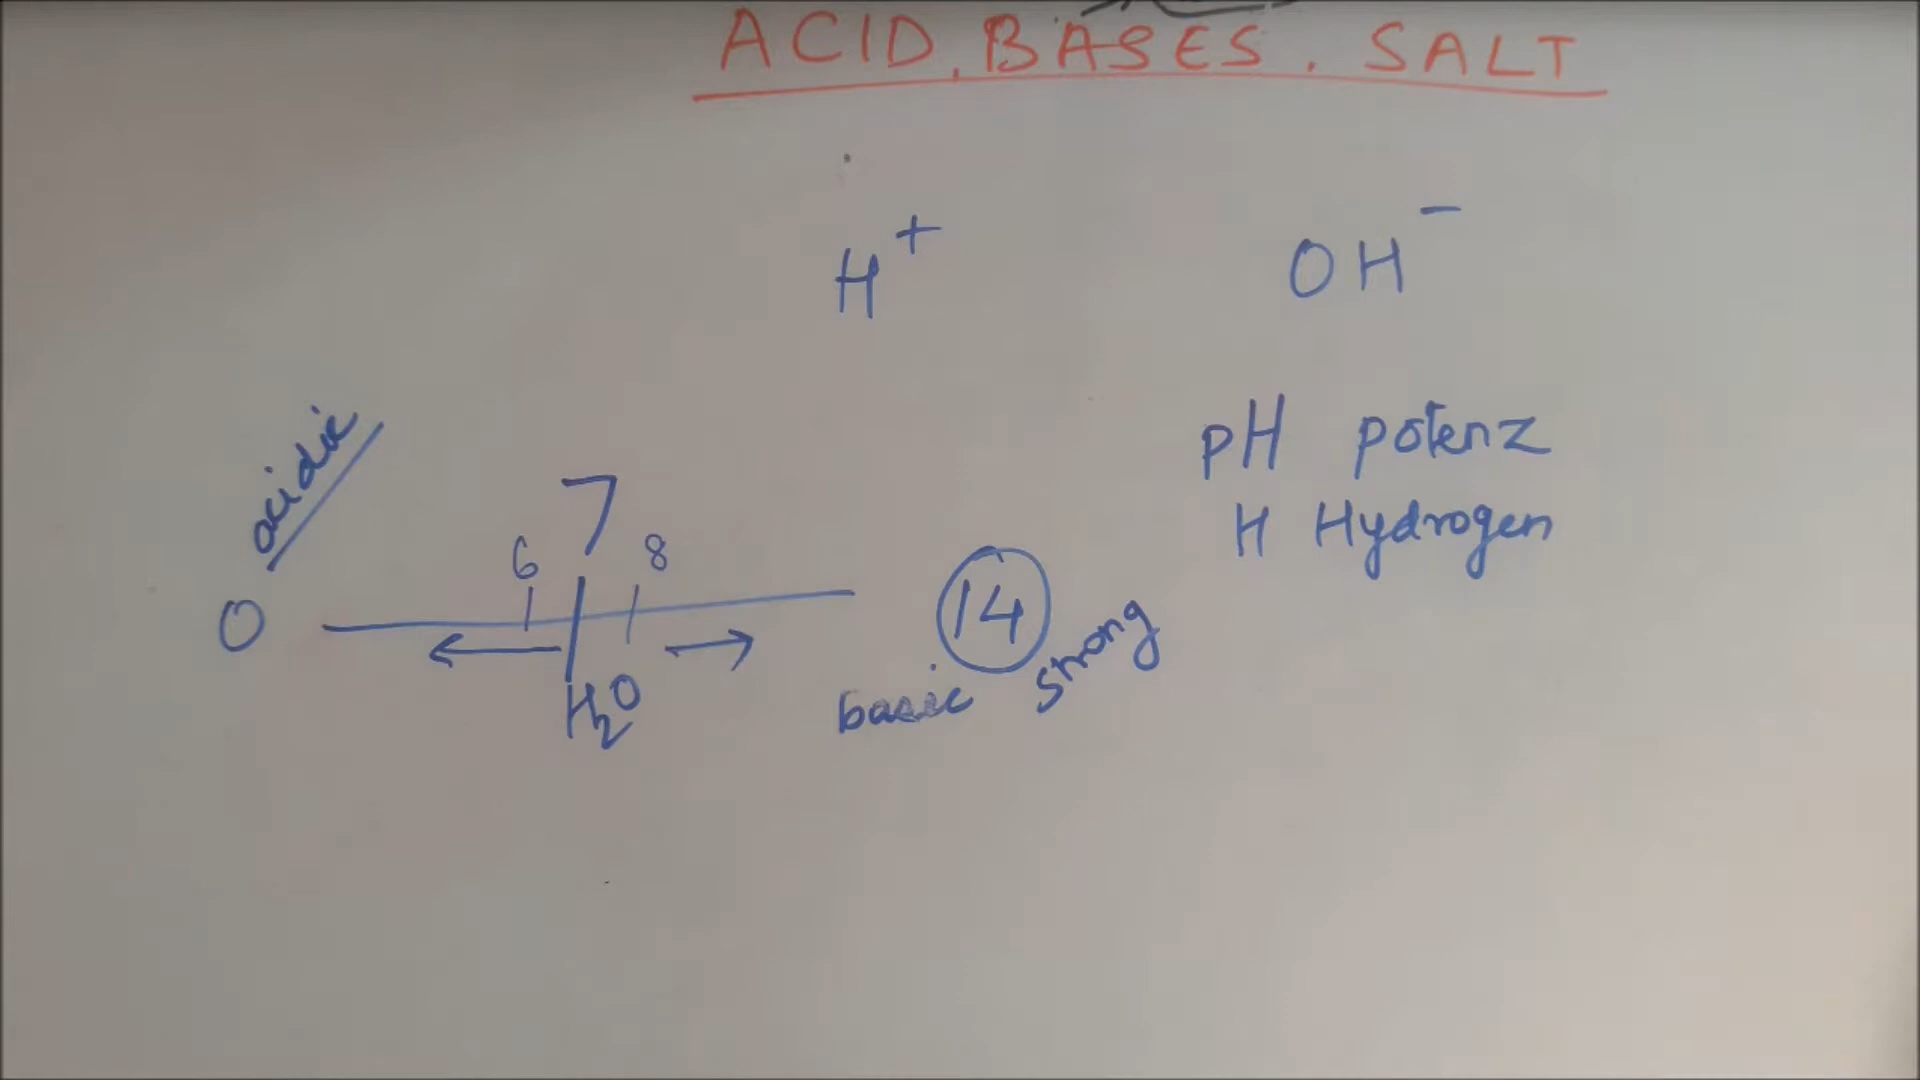 ACID, BASES. SALT
H⁺ OH⁻
pH potenz
H Hydrogen
acidic
6 7 8
0 14
H₂O
basic strong